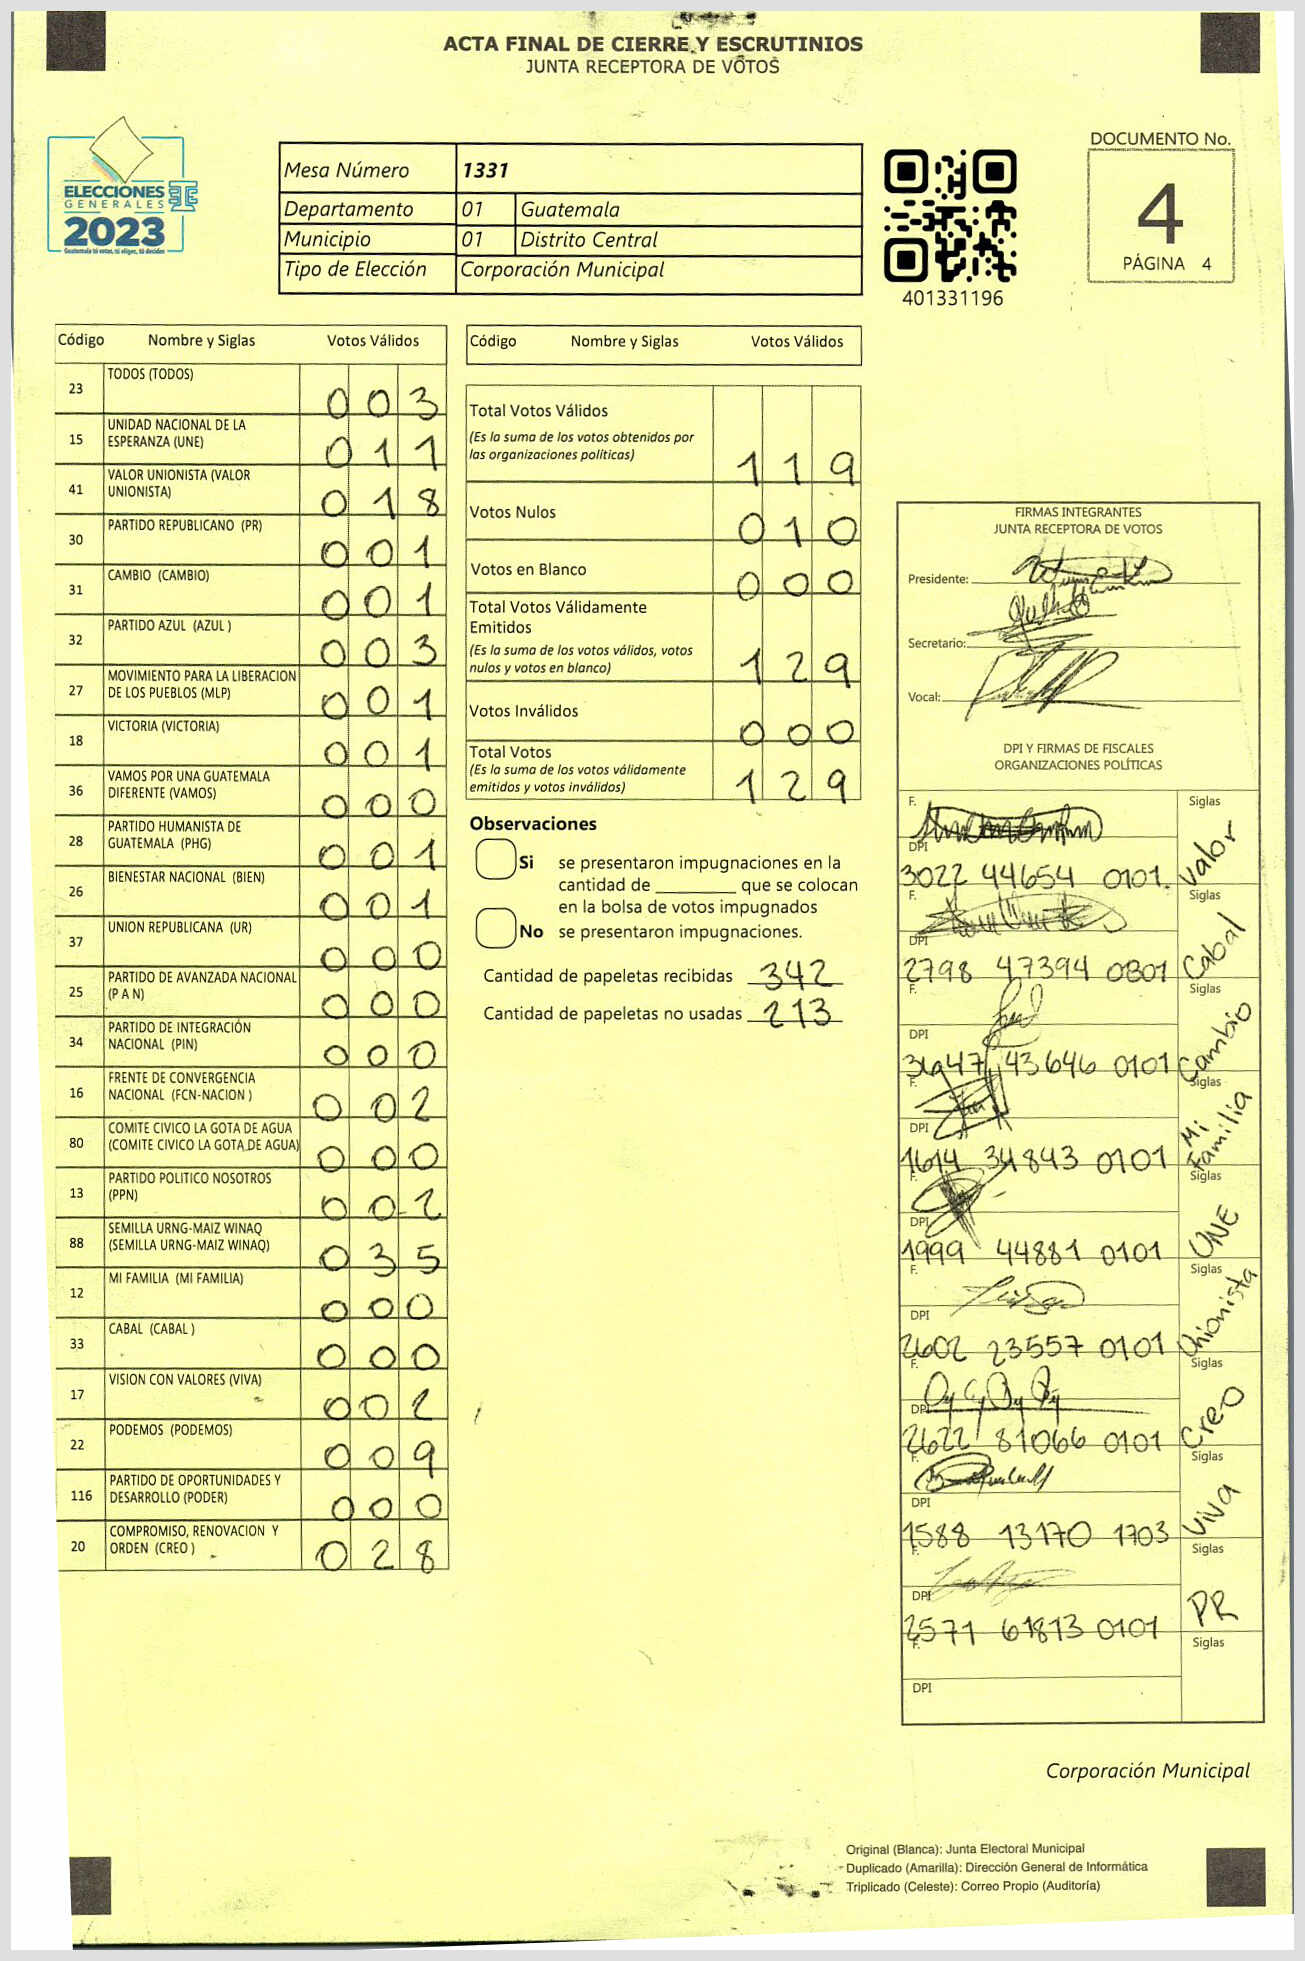 ACTA FINAL DE CIERRE Y ESCRUTINIOS
JUNTA RECEPTORA DE VOTOS
ELECCIONES
GENERALES
2023
Guatemala tú votas, tú eliges, tú decides
Mesa Número 1331
Departamento 01 Guatemala
Municipio 01 Distrito Central
Tipo de Elección Corporación Municipal
401331196
DOCUMENTO No.
4
PÁGINA 4
Código Nombre y Siglas Votos Válidos
23 TODOS (TODOS) 0 0 3
15 UNIDAD NACIONAL DE LA
ESPERANZA (UNE) 0 1 1
41 VALOR UNIONISTA (VALOR
UNIONISTA) 0 1 8
30 PARTIDO REPUBLICANO (PR) 0 0 1
31 CAMBIO (CAMBIO) 0 0 1
32 PARTIDO AZUL (AZUL ) 0 0 3
27 MOVIMIENTO PARA LA LIBERACION
DE LOS PUEBLOS (MLP) 0 0 1
18 VICTORIA (VICTORIA) 0 0 1
36 VAMOS POR UNA GUATEMALA
DIFERENTE (VAMOS) 0 0 0
28 PARTIDO HUMANISTA DE
GUATEMALA (PHG) 0 0 1
26 BIENESTAR NACIONAL (BIEN) 0 0 1
37 UNION REPUBLICANA (UR) 0 0 0
25 PARTIDO DE AVANZADA NACIONAL
(P A N) 0 0 0
34 PARTIDO DE INTEGRACIÓN
NACIONAL (PIN) 0 0 0
16 FRENTE DE CONVERGENCIA
NACIONAL (FCN-NACION ) 0 0 2
80 COMITE CIVICO LA GOTA DE AGUA
(COMITE CIVICO LA GOTA DE AGUA) 0 0 0
13 PARTIDO POLITICO NOSOTROS
(PPN) 0 0 2
88 SEMILLA URNG-MAIZ WINAQ
(SEMILLA URNG-MAIZ WINAQ) 0 3 5
12 MI FAMILIA (MI FAMILIA) 0 0 0
33 CABAL (CABAL ) 0 0 0
17 VISION CON VALORES (VIVA) 0 0 2
22 PODEMOS (PODEMOS) 0 0 9
116 PARTIDO DE OPORTUNIDADES Y
DESARROLLO (PODER) 0 0 0
20 COMPROMISO, RENOVACION Y
ORDEN (CREO ) 0 2 8
Código Nombre y Siglas Votos Válidos
Total Votos Válidos
(Es la suma de los votos obtenidos por
las organizaciones políticas) 1 1 9
Votos Nulos 0 1 0
Votos en Blanco 0 0 0
Total Votos Válidamente
Emitidos
(Es la suma de los votos válidos, votos
nulos y votos en blanco) 1 2 9
Votos Inválidos 0 0 0
Total Votos
(Es la suma de los votos válidamente
emitidos y votos inválidos) 1 2 9
Observaciones
Si se presentaron impugnaciones en la
cantidad de ________ que se colocan
en la bolsa de votos impugnados
No se presentaron impugnaciones.
Cantidad de papeletas recibidas 342
Cantidad de papeletas no usadas 213
FIRMAS INTEGRANTES
JUNTA RECEPTORA DE VOTOS
Presidente:
Secretario:
Vocal:
DPI Y FIRMAS DE FISCALES
ORGANIZACIONES POLÍTICAS
F. Siglas
DPI
3022 44654 0101. Valor
F. Siglas
DPI
2798 47394 0801 Cabal
F. Siglas
DPI
43646 0101 Cambio
F. Siglas
DPI
1614 34843 0101 Mi Familia
F. Siglas
DPI
1999 44881 0101 UNE
F. Siglas
DPI
2602 23557 0101 Unionista
F. Siglas
DPI
2622 81066 0101 Creo
F. Siglas
DPI
1588 13170 1703 Viva
F. Siglas
DPI
2571 61813 0101 PR
F. Siglas
DPI
Corporación Municipal
Original (Blanca): Junta Electoral Municipal
Duplicado (Amarilla): Dirección General de Informática
Triplicado (Celeste): Correo Propio (Auditoría)